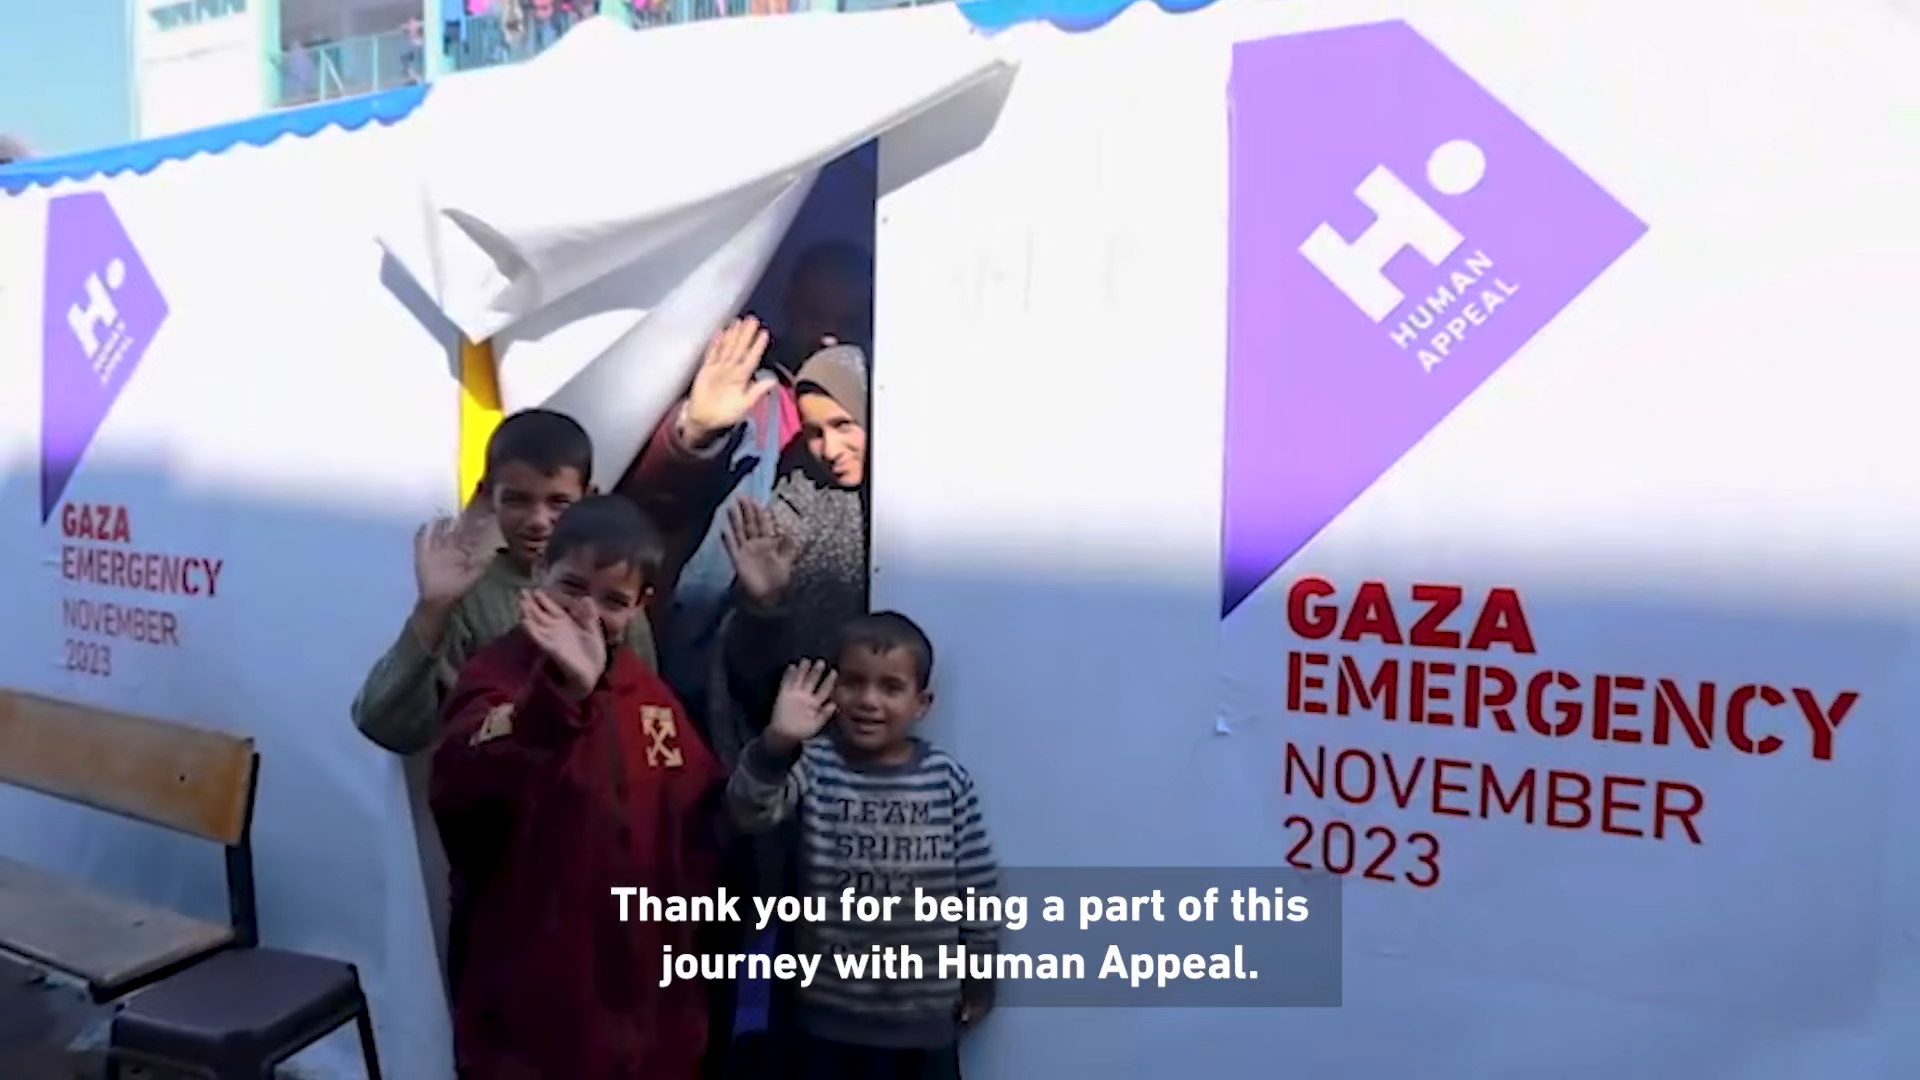 H.
HUMAN
APPEAL
GAZA
EMERGENCY
NOVEMBER
2023
H.
HUMAN
APPEAL
GAZA
EMERGENCY
NOVEMBER
2023
TEAM
SPIRIT
2013
Thank you for being a part of this
journey with Human Appeal.